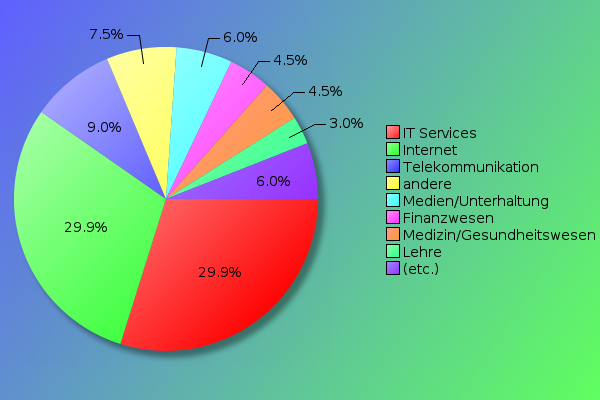 7.5%
6.0%
4.5%
4.5%
3.0%
9.0%
6.0%
29.9%
29.9%
IT Services
Internet
Telekommunikation
andere
Medien/Unterhaltung
Finanzwesen
Medizin/Gesundheitswesen
Lehre
(etc.)